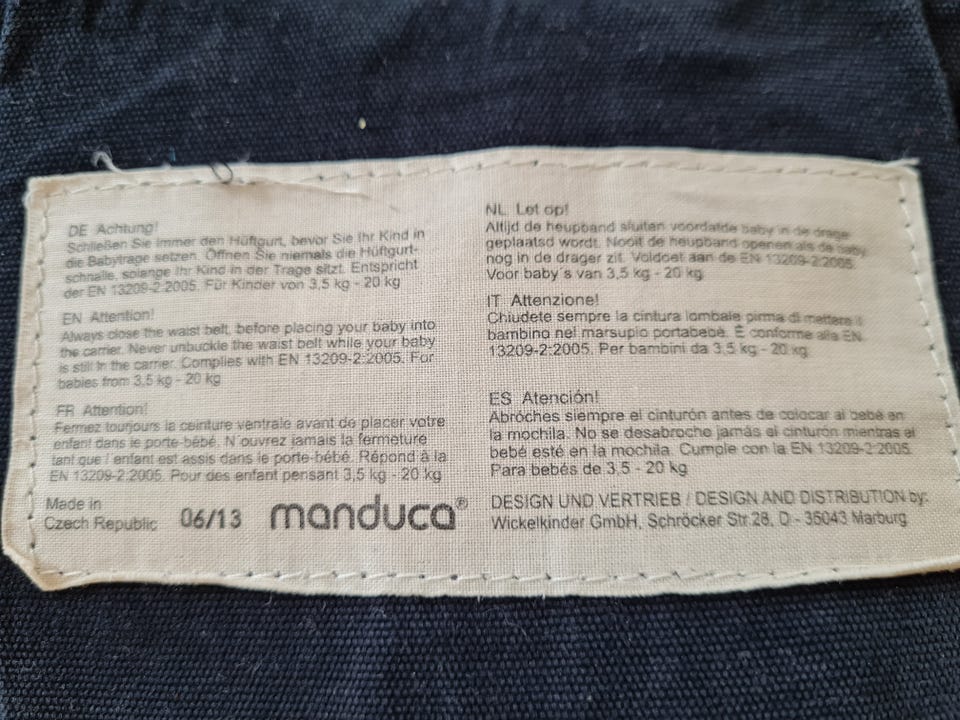 DE Achtung!
Schließen Sie immer den Hüftgurt, bevor Sie Ihr Kind in
die Babytrage setzen. Öffnen Sie niemals die Hüftgurt-
schnalle, solange Ihr Kind in der Trage sitzt. Entspricht
der EN 13209-2:2005. Für Kinder von 3,5 kg - 20 kg
EN Attention!
Always close the waist belt, before placing your baby into
the carrier. Never unbuckle the waist belt while your baby
is still in the carrier. Complies with EN 13209-2:2005. For
babies from 3,5 kg - 20 kg
FR Attention!
Fermez toujours la ceinture ventrale avant de placer votre
enfant dans le porte-bébé. N´ouvrez jamais la fermeture
tant que l´enfant est assis dans le porte-bébé. Répond à la
EN 13209-2:2005. Pour des enfant pensant 3,5 kg - 20 kg
Made in
Czech Republic 06/13 manduca®
NL Let op!
Altijd de heupband sluiten voordatde baby in de drage
geplaatsd wordt. Nooit de heupband openen als de baby
nog in de drager zit. Voldoet aan de EN 13209-2:2005.
Voor baby´s van 3,5 kg - 20 kg
IT Attenzione!
Chiudete sempre la cintura lombale pirma di mettere il
bambino nel marsupio portabebè. È conforme alla EN
13209-2:2005. Per bambini da 3,5 kg - 20 kg
ES Atención!
Abróches siempre el cinturón antes de colocar al bebé en
la mochila. No se desabroche jamás el cinturón mientras el
bebé esté en la mochila. Cumple con la EN 13209-2:2005.
Para bebés de 3,5 - 20 kg
DESIGN UND VERTRIEB / DESIGN AND DISTRIBUTION by:
Wickelkinder GmbH, Schröcker Str.28, D - 35043 Marburg